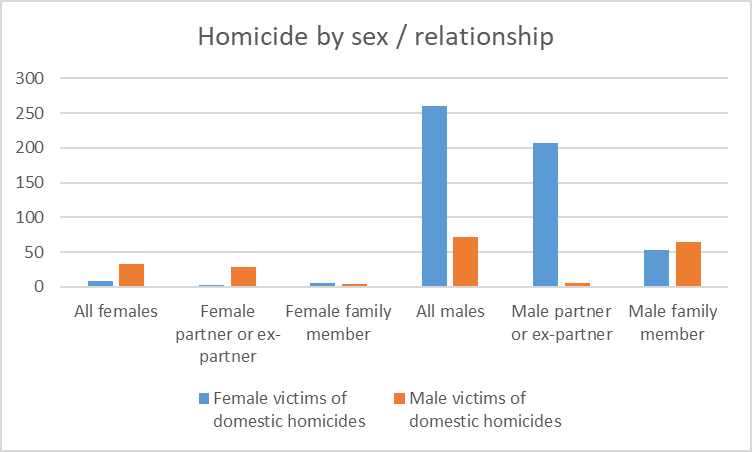 Homicide by sex / relationship
300
250
200
150
100
50
0
All females
Female
partner or ex-
partner
Female family
member
All males
Male partner
or ex-partner
Male family
member
Female victims of
domestic homicides
Male victims of
domestic homicides